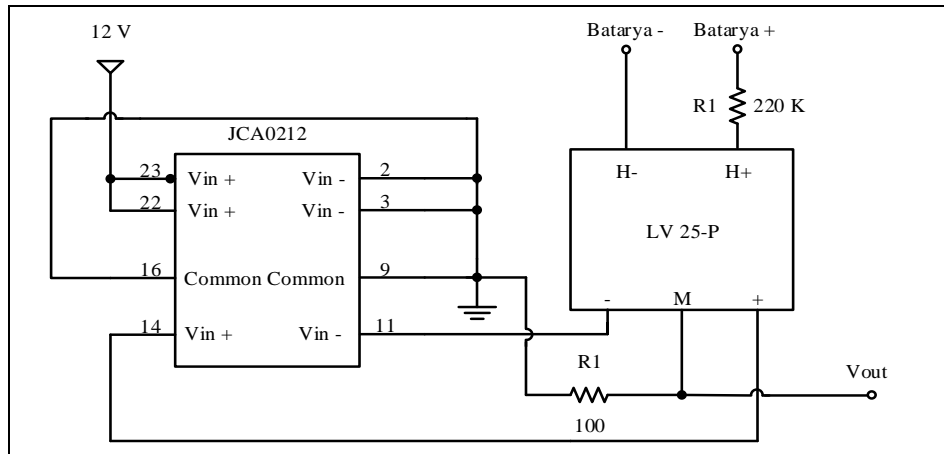 12 V
Batarya -
Batarya +
R1
220 K
JCA0212
23
Vin +
Vin -
2
22
Vin +
Vin -
3
16
Common
Common
9
14
Vin +
Vin -
11
H-
H+
LV 25-P
-
M
+
R1
100
Vout